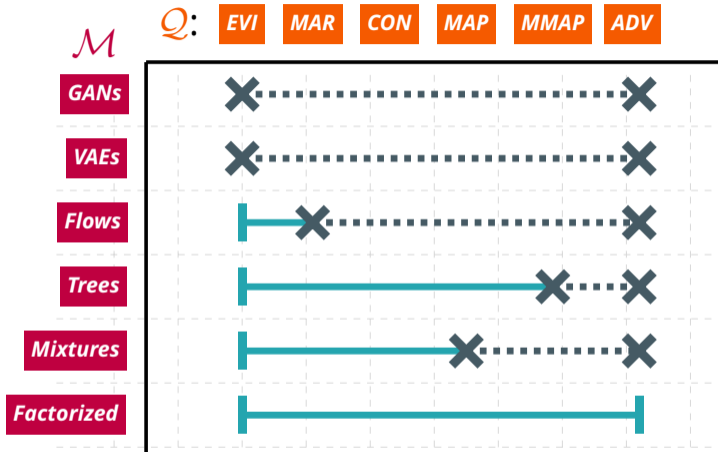 Q: EVI MAR CON MAP MMAP ADV
M
GANs
VAEs
Flows
Trees
Mixtures
Factorized